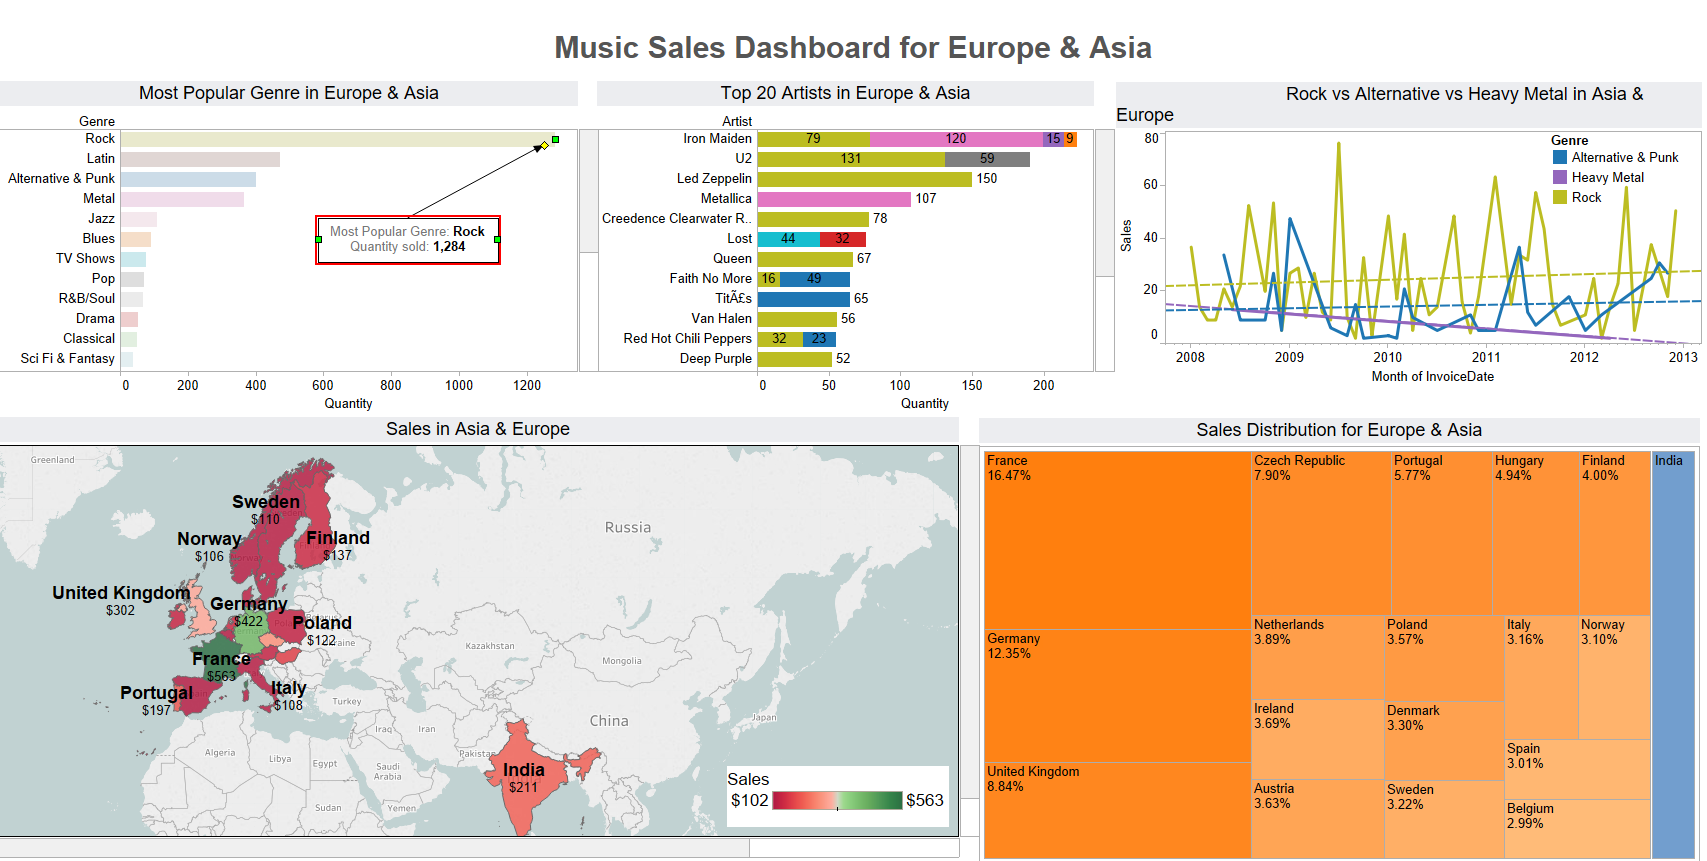 Music Sales Dashboard for Europe & Asia
Most Popular Genre in Europe & Asia
Genre
Rock
Latin
Alternative & Punk
Metal
Jazz
Blues
TV Shows
Pop
R&B/Soul
Drama
Classical
Sci Fi & Fantasy
Most Popular Genre: Rock
Quantity sold: 1,284
0 200 400 600 800 1000 1200
Quantity
Top 20 Artists in Europe & Asia
Artist
Iron Maiden 79 120 15 9
U2 131 59
Led Zeppelin 150
Metallica 107
Creedence Clearwater R.. 78
Lost 44 32
Queen 67
Faith No More 16 49
TitÃ£s 65
Van Halen 56
Red Hot Chili Peppers 32 23
Deep Purple 52
0 50 100 150 200
Quantity
Rock vs Alternative vs Heavy Metal in Asia &
Europe
Genre
Alternative & Punk
Heavy Metal
Rock
80
60
40
20
0
Sales
2008 2009 2010 2011 2012 2013
Month of InvoiceDate
Sales in Asia & Europe
Greenland
Russia
Kazakhstan
Mongolia
China
Japan
Turkey
Iraq
Iran
Pakistan
Algeria
Libya
Egypt
Saudi
Arabia
Sudan
Yemen
Sweden
$110
Norway
$106
Finland
$137
United Kingdom
$302
Germany
$422
Poland
$122
France
$563
Portugal
$197
Italy
$108
India
$211
Sales
$102 $563
Sales Distribution for Europe & Asia
France
16.47%
Germany
12.35%
United Kingdom
8.84%
Czech Republic
7.90%
Portugal
5.77%
Hungary
4.94%
Finland
4.00%
Netherlands
3.89%
Ireland
3.69%
Austria
3.63%
Poland
3.57%
Denmark
3.30%
Sweden
3.22%
Italy
3.16%
Norway
3.10%
Spain
3.01%
Belgium
2.99%
India